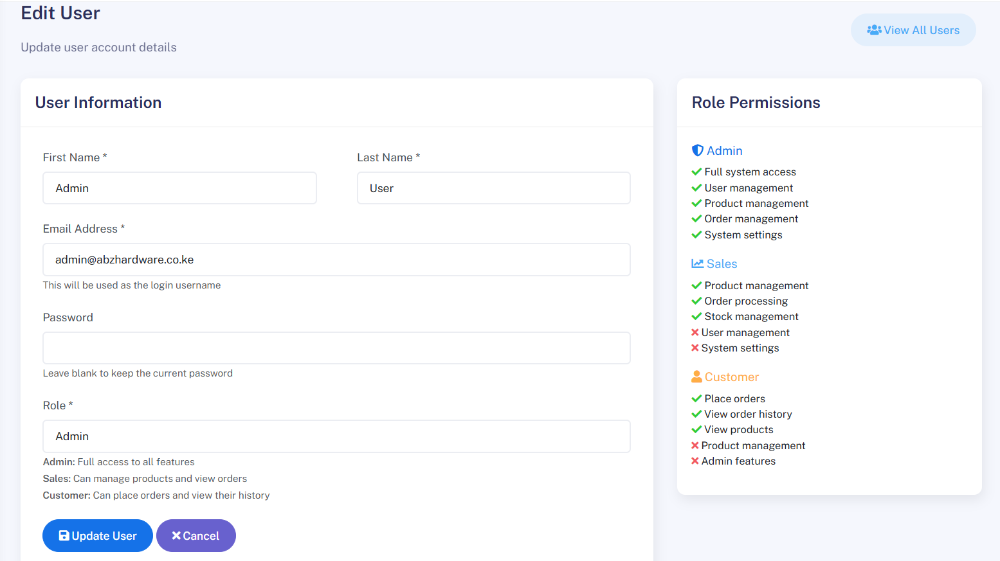 Edit User
Update user account details
View All Users
User Information
First Name *
Last Name *
Admin
User
Email Address *
admin@abzhardware.co.ke
This will be used as the login username
Password
Leave blank to keep the current password
Role *
Admin
Admin: Full access to all features
Sales: Can manage products and view orders
Customer: Can place orders and view their history
Update User
Cancel
Role Permissions
Admin
Full system access
User management
Product management
Order management
System settings
Sales
Product management
Order processing
Stock management
User management
System settings
Customer
Place orders
View order history
View products
Product management
Admin features